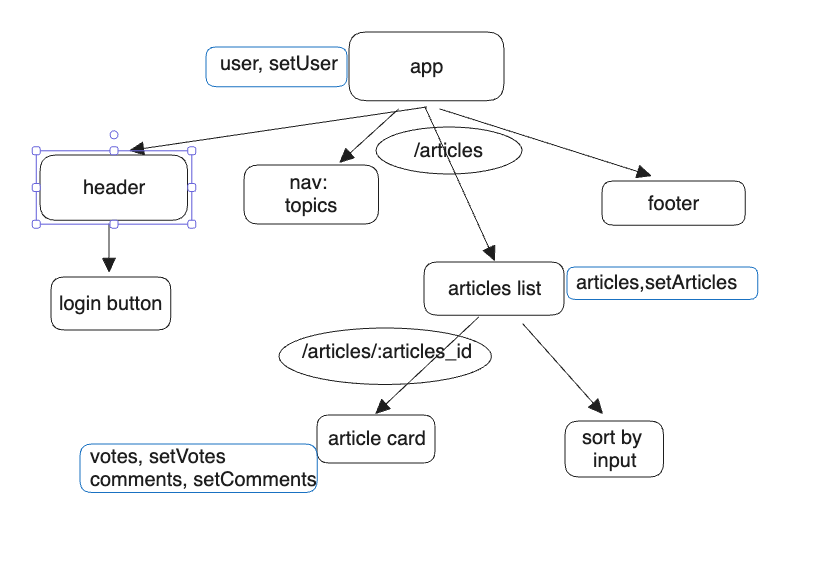 user, setUser
app
/articles
header
nav:
topics
footer
articles list
articles,setArticles
login button
/articles/:articles_id
article card
sort by
input
votes, setVotes
comments, setComments